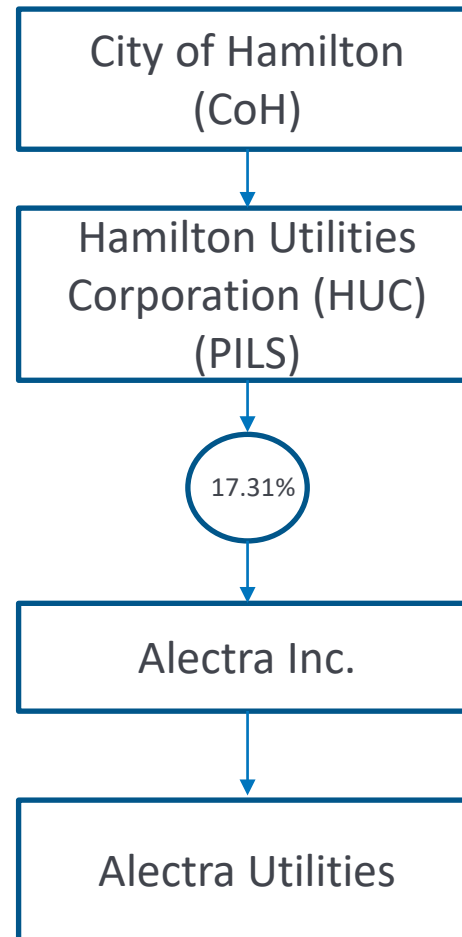 City of Hamilton
(CoH)
Hamilton Utilities
Corporation (HUC)
(PILS)
17.31%
Alectra Inc.
Alectra Utilities